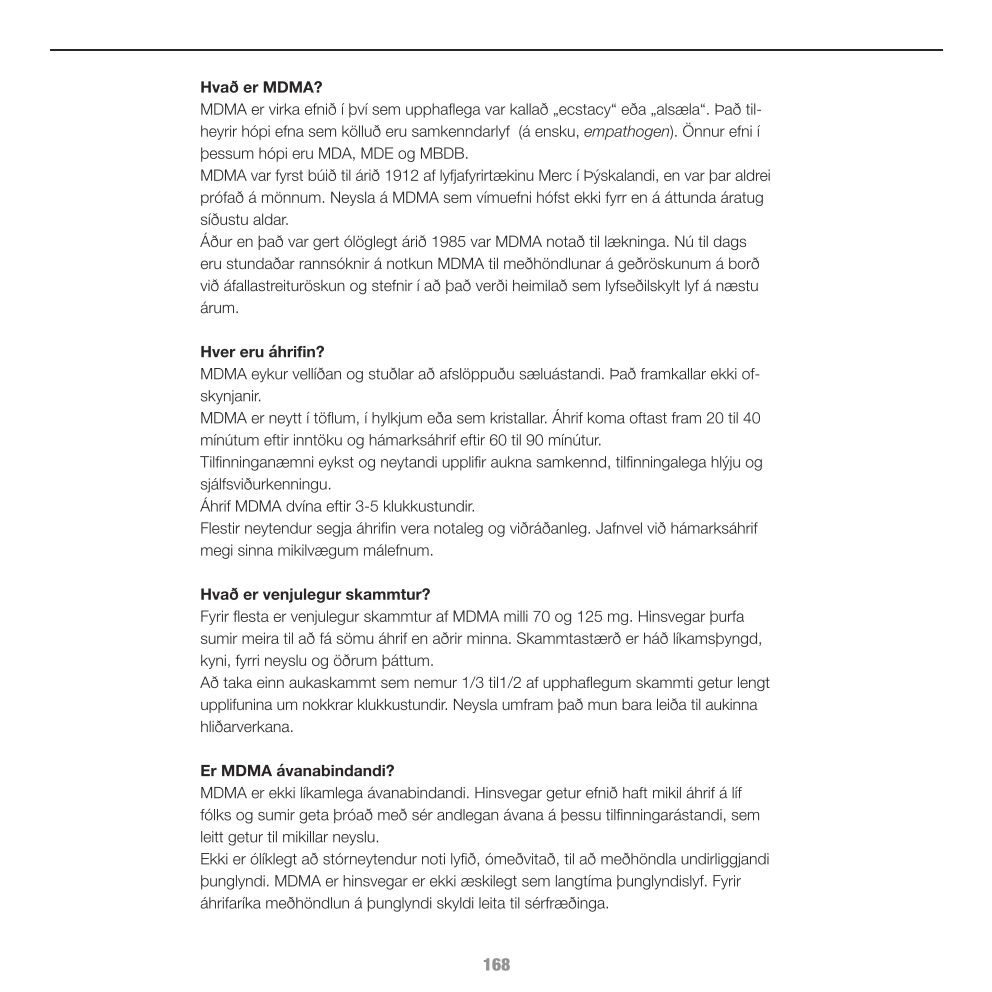 Hvað er MDMA?
MDMA er virka efnið í því sem upphaflega var kallað „ecstacy“ eða „alsæla“. Það til-
heyrir hópi efna sem kölluð eru samkenndarlyf  (á ensku, empathogen). Önnur efni í
þessum hópi eru MDA, MDE og MBDB.
MDMA var fyrst búið til árið 1912 af lyfjafyrirtækinu Merc í Þýskalandi, en var þar aldrei
prófað á mönnum. Neysla á MDMA sem vímuefni hófst ekki fyrr en á áttunda áratug
síðustu aldar.
Áður en það var gert ólöglegt árið 1985 var MDMA notað til lækninga. Nú til dags
eru stundaðar rannsóknir á notkun MDMA til meðhöndlunar á geðröskunum á borð
við áfallastreituröskun og stefnir í að það verði heimilað sem lyfseðilskylt lyf á næstu
árum.
Hver eru áhrifin?
MDMA eykur vellíðan og stuðlar að afslöppuðu sæluástandi. Það framkallar ekki of-
skynjanir.
MDMA er neytt í töflum, í hylkjum eða sem kristallar. Áhrif koma oftast fram 20 til 40
mínútum eftir inntöku og hámarksáhrif eftir 60 til 90 mínútur.
Tilfinninganæmni eykst og neytandi upplifir aukna samkennd, tilfinningalega hlýju og
sjálfsviðurkenningu.
Áhrif MDMA dvína eftir 3-5 klukkustundir.
Flestir neytendur segja áhrifin vera notaleg og viðráðanleg. Jafnvel við hámarksáhrif
megi sinna mikilvægum málefnum.
Hvað er venjulegur skammtur?
Fyrir flesta er venjulegur skammtur af MDMA milli 70 og 125 mg. Hinsvegar þurfa
sumir meira til að fá sömu áhrif en aðrir minna. Skammtastærð er háð líkamsþyngd,
kyni, fyrri neyslu og öðrum þáttum.
Að taka einn aukaskammt sem nemur 1/3 til1/2 af upphaflegum skammti getur lengt
upplifunina um nokkrar klukkustundir. Neysla umfram það mun bara leiða til aukinna
hliðarverkana.
Er MDMA ávanabindandi?
MDMA er ekki líkamlega ávanabindandi. Hinsvegar getur efnið haft mikil áhrif á líf
fólks og sumir geta þróað með sér andlegan ávana á þessu tilfinningarástandi, sem
leitt getur til mikillar neyslu.
Ekki er ólíklegt að stórneytendur noti lyfið, ómeðvitað, til að meðhöndla undirliggjandi
þunglyndi. MDMA er hinsvegar er ekki æskilegt sem langtíma þunglyndislyf. Fyrir
áhrifaríka meðhöndlun á þunglyndi skyldi leita til sérfræðinga.
168